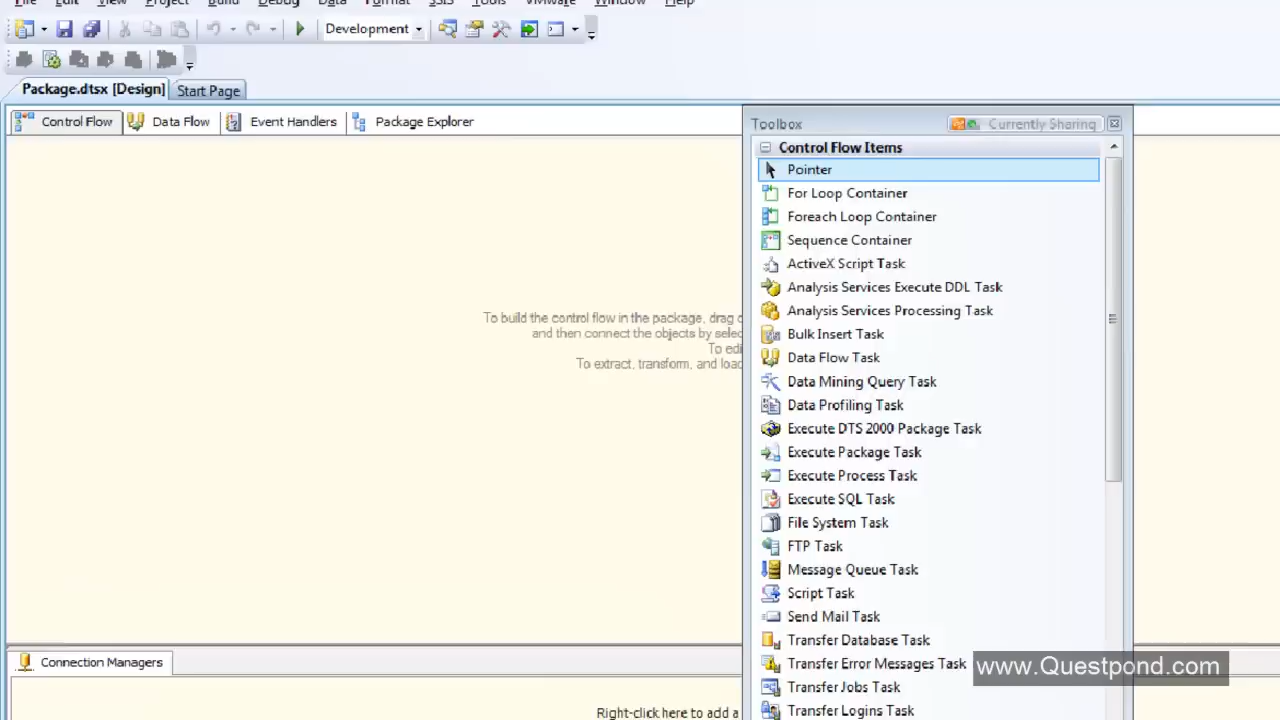 File Edit View Project Build Debug Data Format SSIS Tools VMware Window Help
Development
Package.dtsx [Design] Start Page
Control Flow Data Flow Event Handlers Package Explorer
To build the control flow in the package, drag
and then connect the objects by
To
To extract, transform, and
Toolbox Currently Sharing
Control Flow Items
Pointer
For Loop Container
Foreach Loop Container
Sequence Container
ActiveX Script Task
Analysis Services Execute DDL Task
Analysis Services Processing Task
Bulk Insert Task
Data Flow Task
Data Mining Query Task
Data Profiling Task
Execute DTS 2000 Package Task
Execute Package Task
Execute Process Task
Execute SQL Task
File System Task
FTP Task
Message Queue Task
Script Task
Send Mail Task
Transfer Database Task
Transfer Error Messages Task
Transfer Jobs Task
Transfer Logins Task
Connection Managers
Right-click here to add a
www.Questpond.com